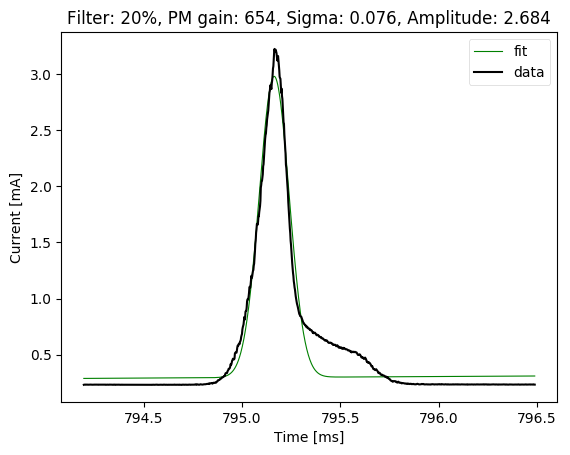 Filter: 20%, PM gain: 654, Sigma: 0.076, Amplitude: 2.684
fit
data
Current [mA]
3.0
2.5
2.0
1.5
1.0
0.5
794.5 795.0 795.5 796.0 796.5
Time [ms]